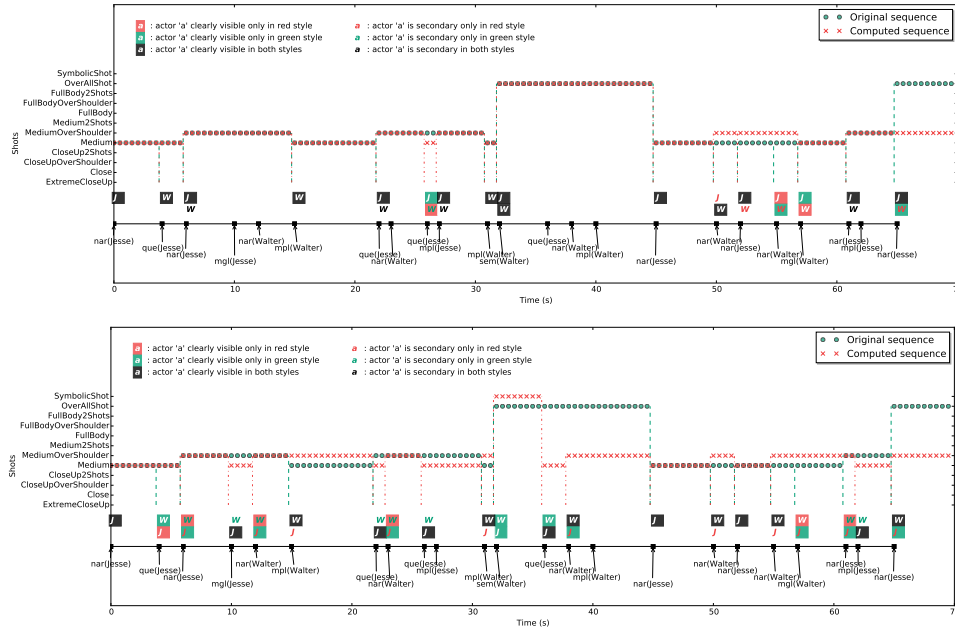 a : actor 'a' clearly visible only in red style
a : actor 'a' is secondary only in red style
a : actor 'a' clearly visible only in green style
a : actor 'a' is secondary only in green style
a : actor 'a' clearly visible in both styles
a : actor 'a' is secondary in both styles
Original sequence
Computed sequence
Shots
SymbolicShot
OverAllShot
FullBody2Shots
FullBodyOverShoulder
FullBody
Medium2Shots
MediumOverShoulder
Medium
CloseUp2Shots
CloseUpOverShoulder
Close
ExtremeCloseUp
J W J W W J W J W J W J W J J W J W J W J W J W
W W W W W
nar(Jesse) que(Jesse) nar(Jesse) mgl(Jesse) nar(Walter) mpl(Walter) que(Jesse) nar(Walter) que(Jesse) mpl(Jesse) mpl(Walter) sem(Walter) que(Jesse) nar(Walter) mpl(Walter) nar(Jesse) nar(Walter) nar(Jesse) nar(Walter) mgl(Walter) nar(Jesse) mpl(Jesse) nar(Jesse)
0 10 20 30 40 50 60 70
Time (s)
a : actor 'a' clearly visible only in red style
a : actor 'a' is secondary only in red style
a : actor 'a' clearly visible only in green style
a : actor 'a' is secondary only in green style
a : actor 'a' clearly visible in both styles
a : actor 'a' is secondary in both styles
Original sequence
Computed sequence
Shots
SymbolicShot
OverAllShot
FullBody2Shots
FullBodyOverShoulder
FullBody
Medium2Shots
MediumOverShoulder
Medium
CloseUp2Shots
CloseUpOverShoulder
Close
ExtremeCloseUp
nar(Jesse) que(Jesse) nar(Jesse) mgl(Jesse) nar(Walter) mpl(Walter) que(Jesse) nar(Walter) que(Jesse) mpl(Jesse) mpl(Walter) sem(Walter) que(Jesse) nar(Walter) mpl(Walter) nar(Jesse) nar(Walter) nar(Jesse) nar(Walter) mgl(Walter) nar(Jesse) mpl(Jesse) nar(Jesse)
0 10 20 30 40 50 60 70
Time (s)